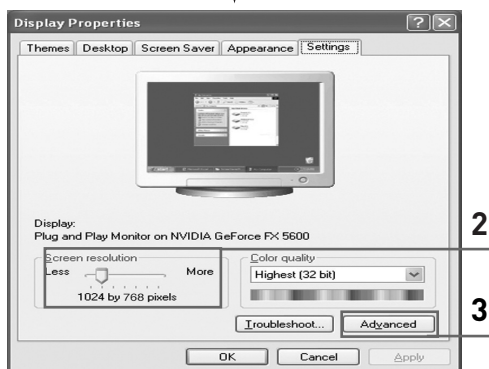 Display Properties
Themes Desktop Screen Saver Appearance Settings
Display:
Plug and Play Monitor on NVIDIA GeForce FX 5600
Screen resolution
Less More
1024 by 768 pixels
Color quality
Highest (32 bit)
2
Troubleshoot... Advanced
3
OK Cancel Apply